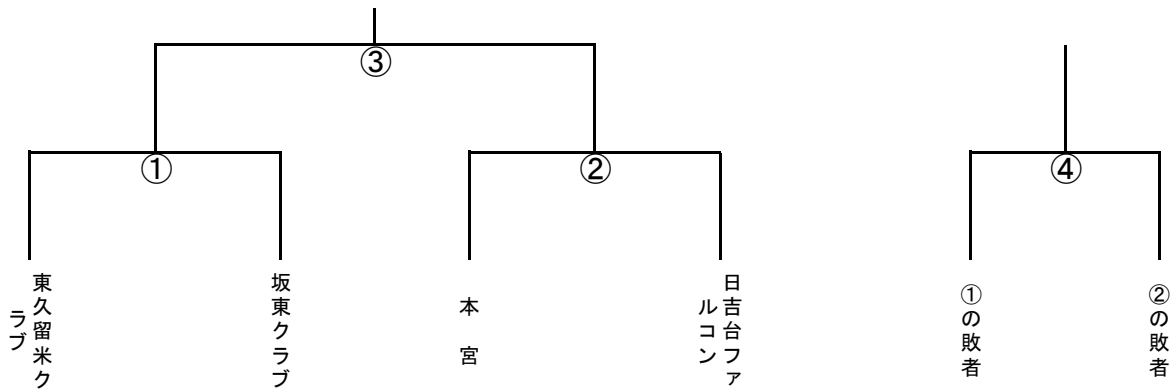 ③
①
②
④
東久留米ク
ラブ
坂東クラブ
本宮
日吉台ファ
ルコン
①の敗者
②の敗者